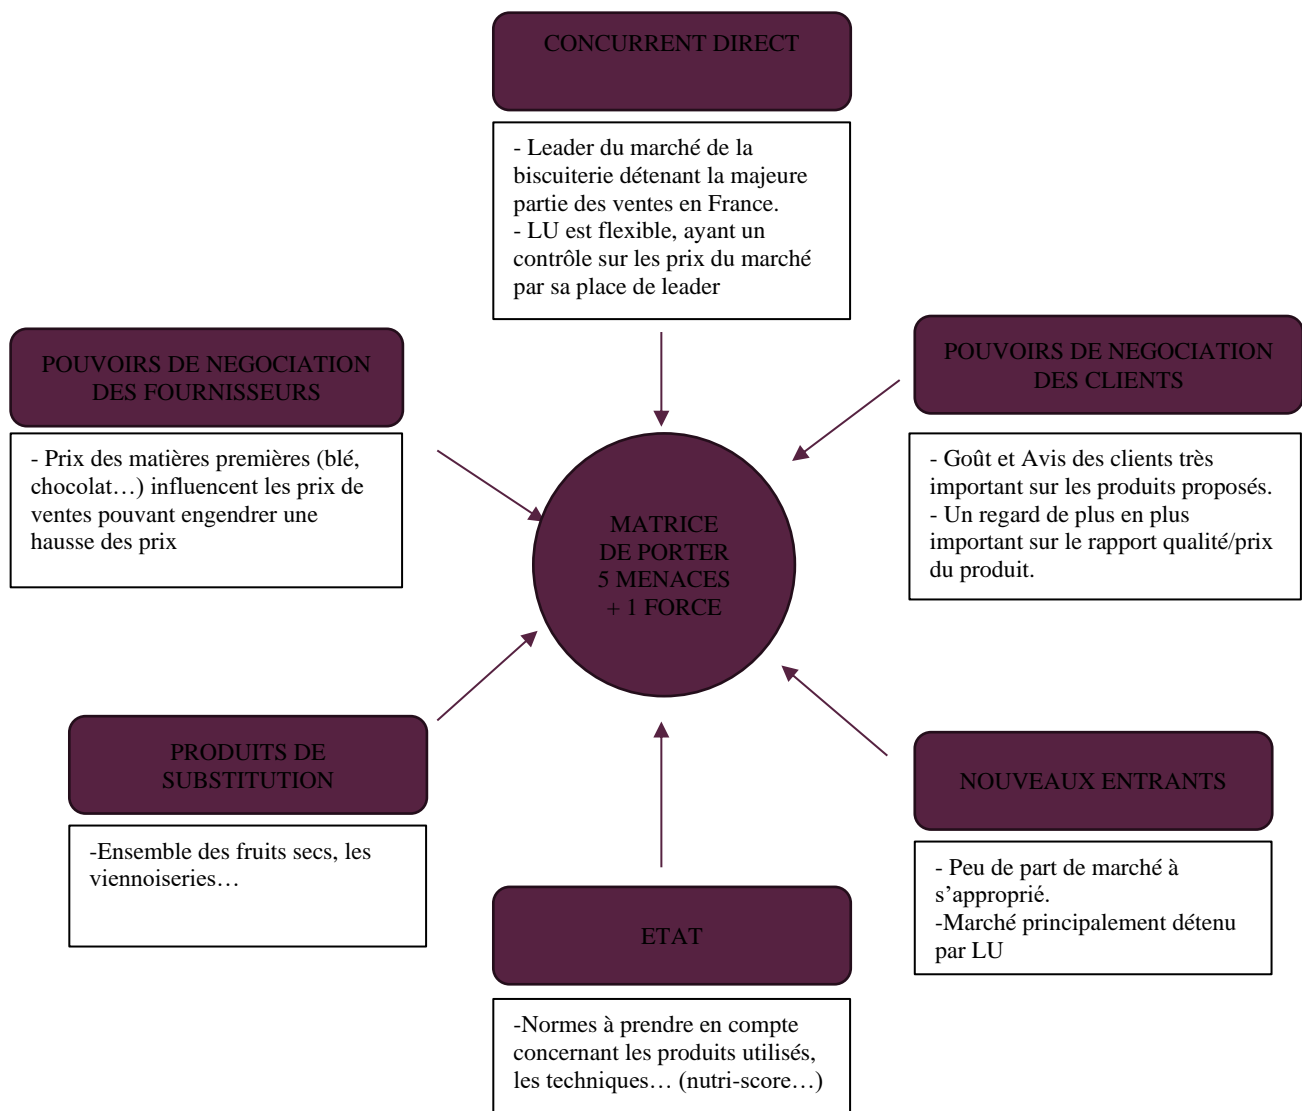 CONCURRENT DIRECT
- Leader du marché de la
biscuiterie détenant la majeure
partie des ventes en France.
- LU est flexible, ayant un
contrôle sur les prix du marché
par sa place de leader
POUVOIRS DE NEGOCIATION
DES FOURNISSEURS
- Prix des matières premières (blé,
chocolat…) influencent les prix de
ventes pouvant engendrer une
hausse des prix
POUVOIRS DE NEGOCIATION
DES CLIENTS
- Goût et Avis des clients très
important sur les produits proposés.
- Un regard de plus en plus
important sur le rapport qualité/prix
du produit.
MATRICE
DE PORTER
5 MENACES
+ 1 FORCE
PRODUITS DE
SUBSTITUTION
-Ensemble des fruits secs, les
viennoiseries…
NOUVEAUX ENTRANTS
- Peu de part de marché à
s’approprié.
-Marché principalement détenu
par LU
ETAT
-Normes à prendre en compte
concernant les produits utilisés,
les techniques… (nutri-score…)